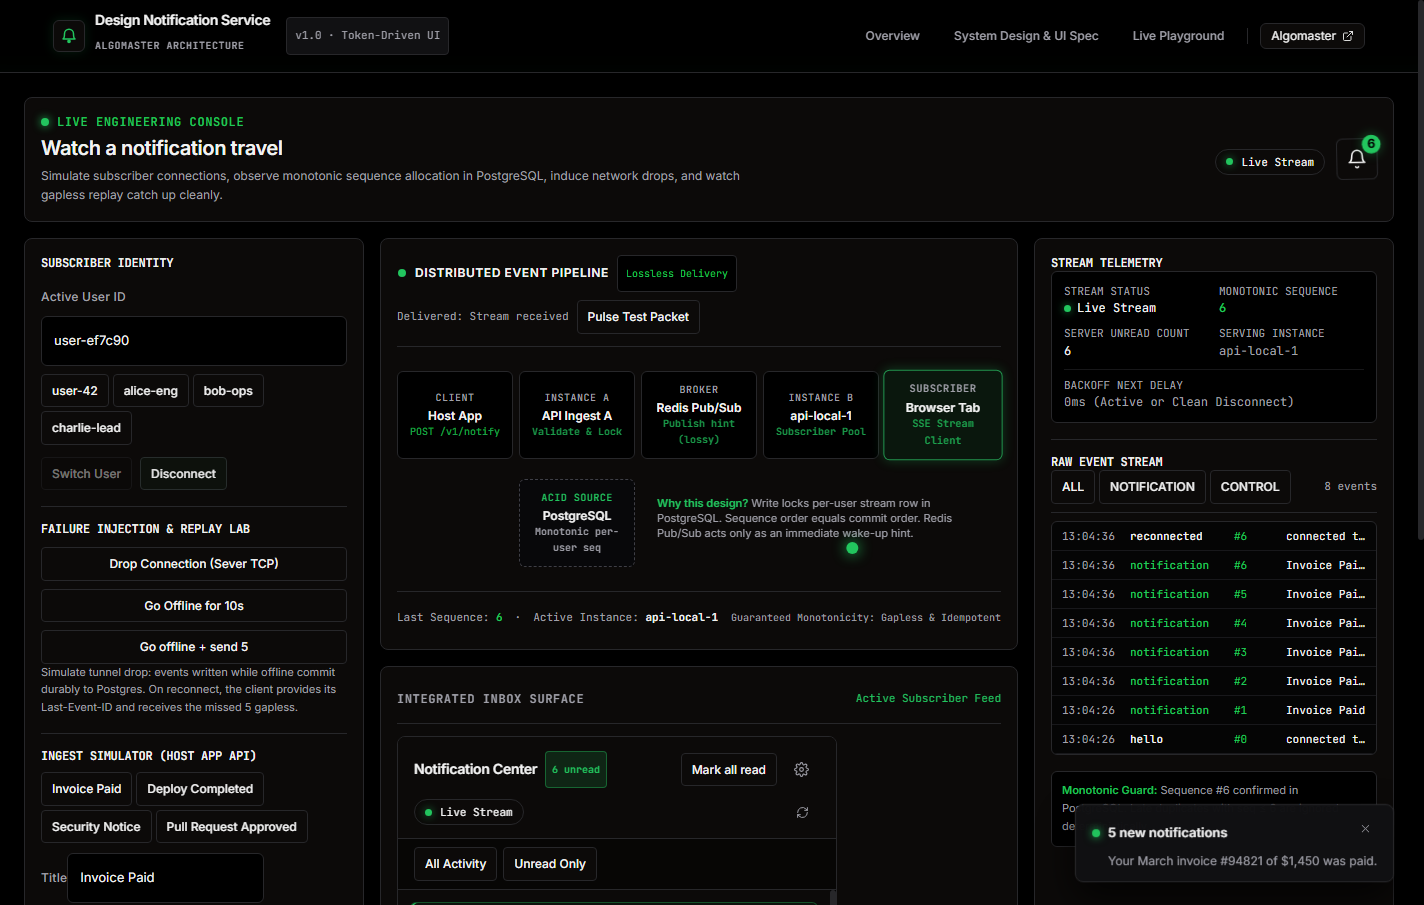 Design Notification Service
ALGOMASTER ARCHITECTURE
v1.0 · Token-Driven UI
Overview
System Design & UI Spec
Live Playground
Algomaster
LIVE ENGINEERING CONSOLE
Watch a notification travel
Simulate subscriber connections, observe monotonic sequence allocation in PostgreSQL, induce network drops, and watch
gapless replay catch up cleanly.
Live Stream
6
SUBSCRIBER IDENTITY
Active User ID
user-ef7c90
user-42
alice-eng
bob-ops
charlie-lead
Switch User
Disconnect
FAILURE INJECTION & REPLAY LAB
Drop Connection (Sever TCP)
Go Offline for 10s
Go offline + send 5
Simulate tunnel drop: events written while offline commit
durably to Postgres. On reconnect, the client provides its
Last-Event-ID and receives the missed 5 gapless.
INGEST SIMULATOR (HOST APP API)
Invoice Paid
Deploy Completed
Security Notice
Pull Request Approved
Title
Invoice Paid
DISTRIBUTED EVENT PIPELINE
Lossless Delivery
Delivered: Stream received
Pulse Test Packet
CLIENT
Host App
POST /v1/notify
INSTANCE A
API Ingest A
Validate & Lock
BROKER
Redis Pub/Sub
Publish hint
(lossy)
INSTANCE B
api-local-1
Subscriber Pool
SUBSCRIBER
Browser Tab
SSE Stream
Client
ACID SOURCE
PostgreSQL
Monotonic per-
user seq
Why this design? Write locks per-user stream row in
PostgreSQL. Sequence order equals commit order. Redis
Pub/Sub acts only as an immediate wake-up hint.
Last Sequence: 6 · Active Instance: api-local-1
Guaranteed Monotonicity: Gapless & Idempotent
INTEGRATED INBOX SURFACE
Active Subscriber Feed
Notification Center
6 unread
Mark all read
Live Stream
All Activity
Unread Only
STREAM TELEMETRY
STREAM STATUS
Live Stream
MONOTONIC SEQUENCE
6
SERVER UNREAD COUNT
6
SERVING INSTANCE
api-local-1
BACKOFF NEXT DELAY
0ms (Active or Clean Disconnect)
RAW EVENT STREAM
ALL
NOTIFICATION
CONTROL
8 events
13:04:36 reconnected #6 connected t…
13:04:36 notification #6 Invoice Pai…
13:04:36 notification #5 Invoice Pai…
13:04:36 notification #4 Invoice Pai…
13:04:36 notification #3 Invoice Pai…
13:04:36 notification #2 Invoice Pai…
13:04:26 notification #1 Invoice Paid
13:04:26 hello #0 connected t…
Monotonic Guard: Sequence #6 confirmed in
5 new notifications
Your March invoice #94821 of $1,450 was paid.